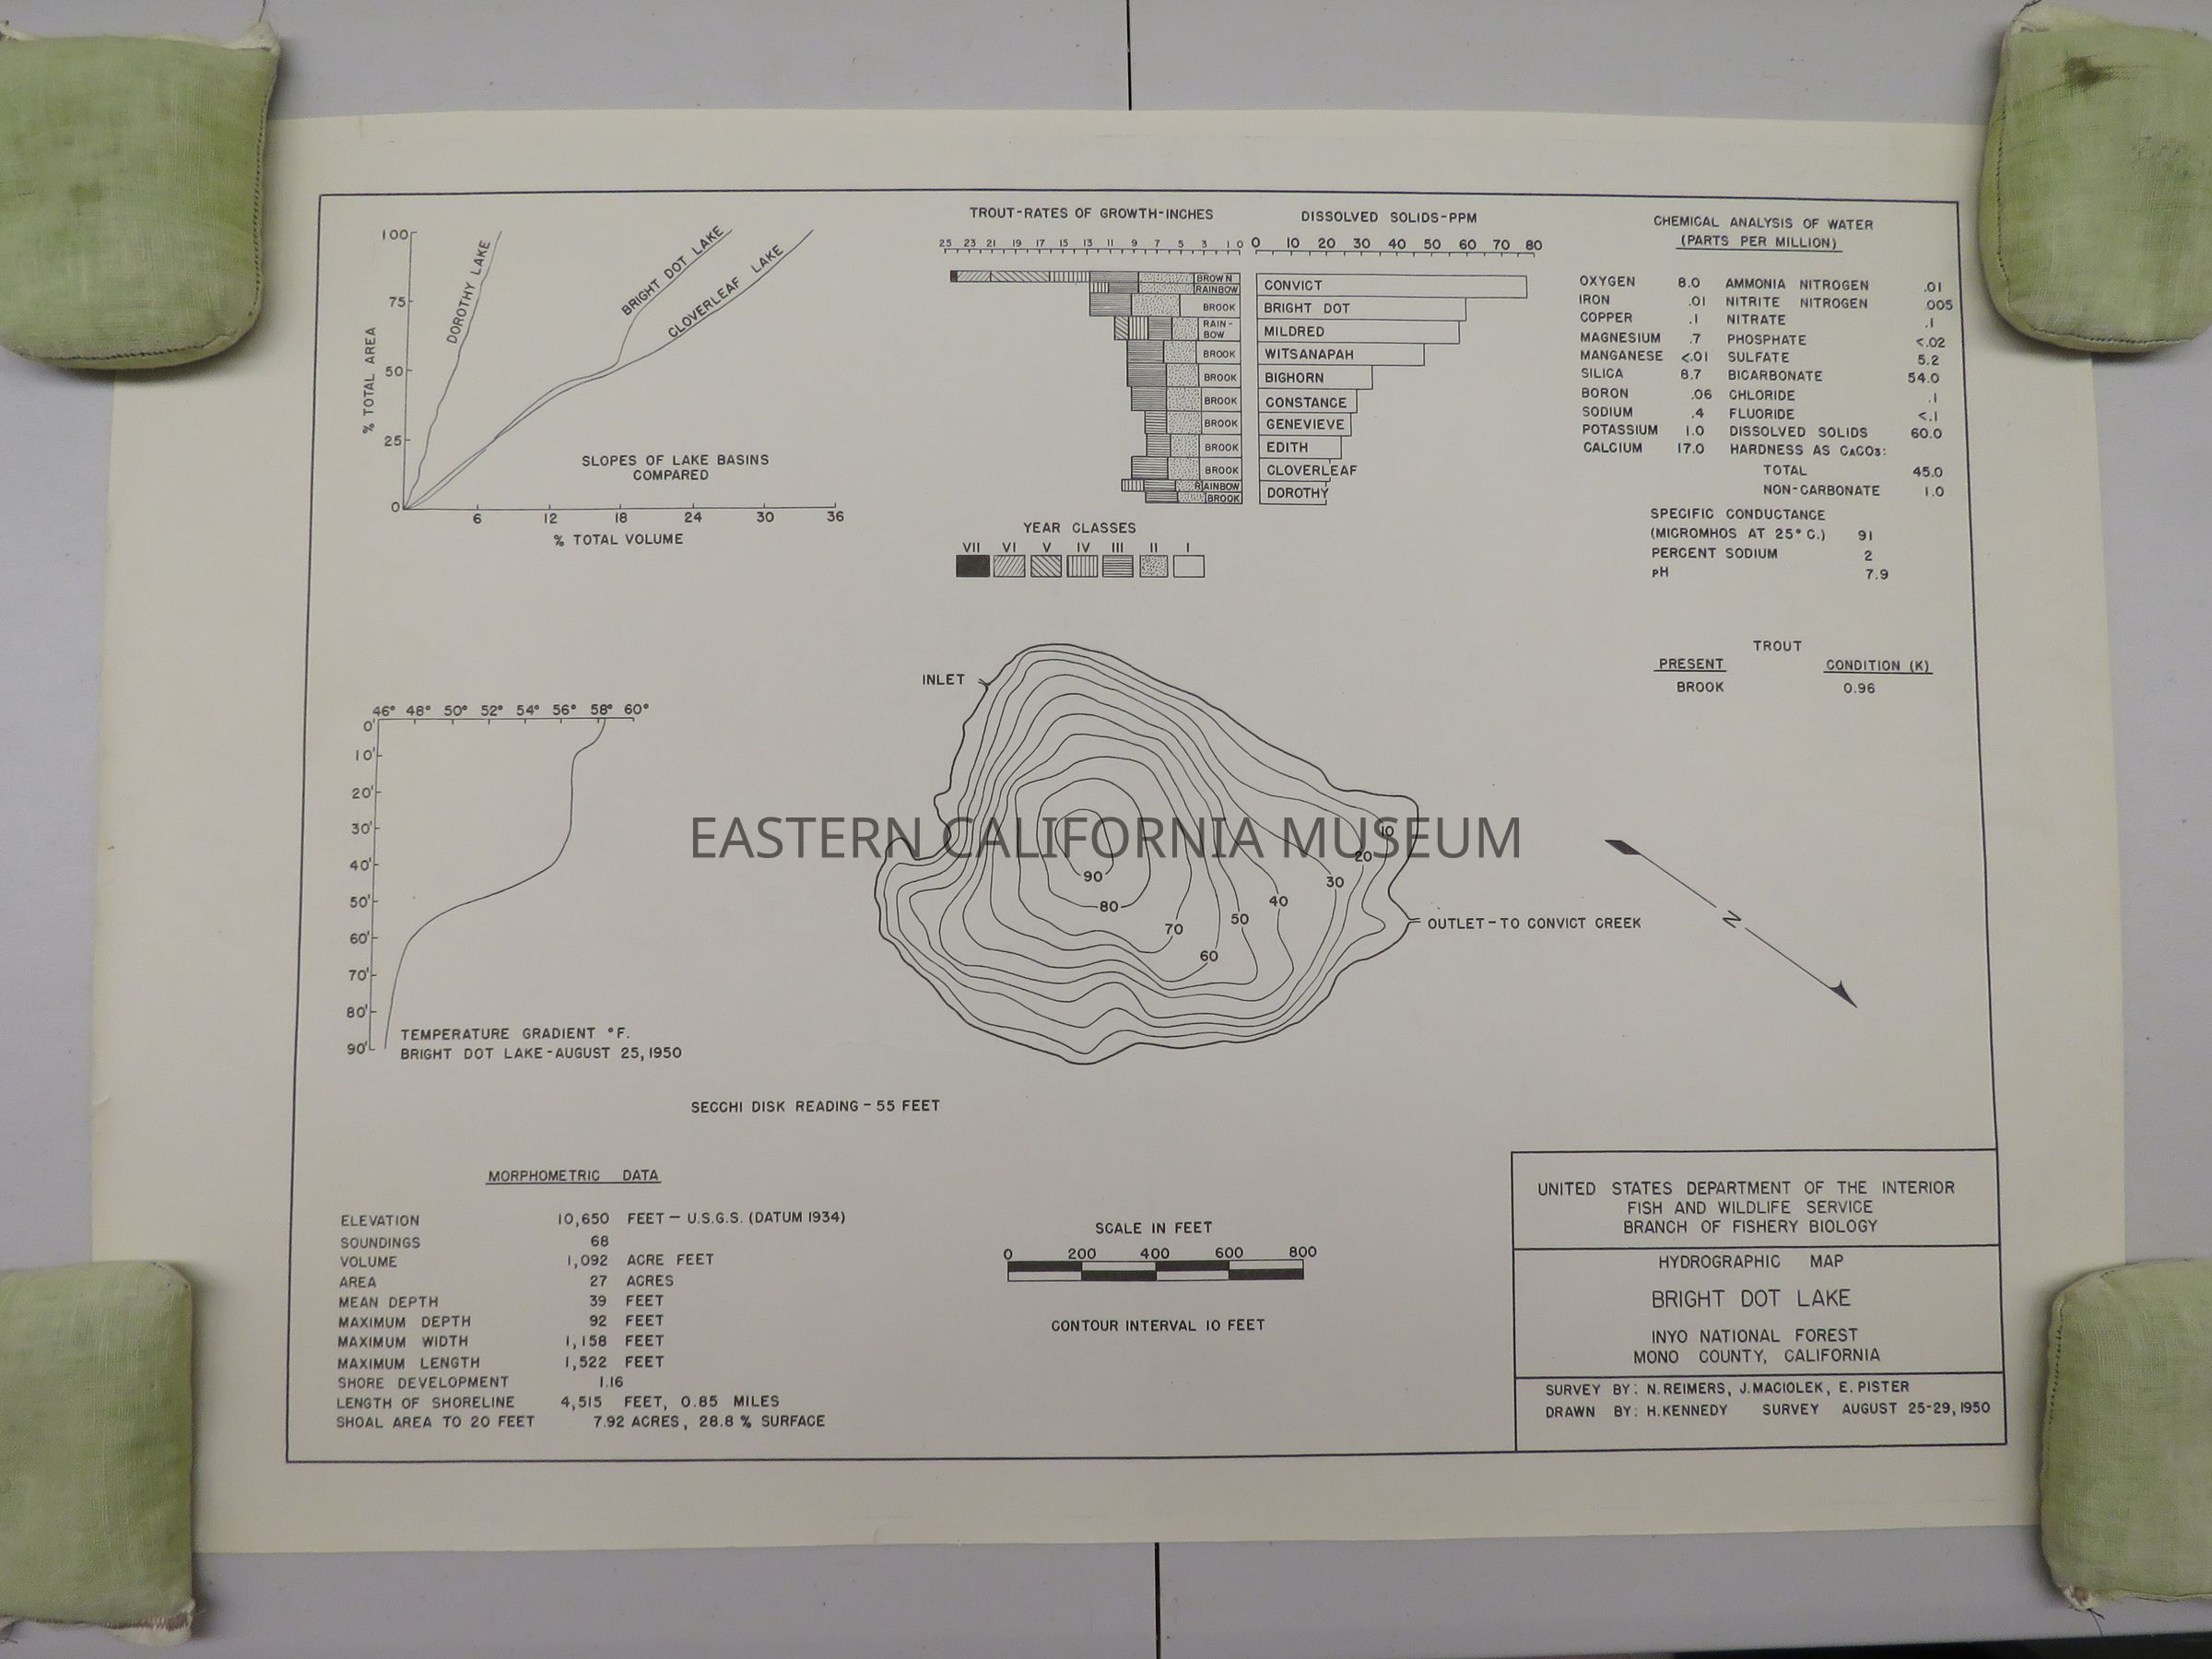 100
75
50
25
0
% TOTAL AREA
DOROTHY LAKE
BRIGHT DOT LAKE
CLOVERLEAF LAKE
SLOPES OF LAKE BASINS
COMPARED
6 12 18 24 30 36
% TOTAL VOLUME
TROUT-RATES OF GROWTH-INCHES
25 23 21 19 17 15 13 11 9 7 5 3 1 0
BROWN
RAINBOW
BROOK
RAIN-
BOW
BROOK
BROOK
BROOK
BROOK
BROOK
BROOK
RAINBOW
BROOK
DISSOLVED SOLIDS-PPM
0 10 20 30 40 50 60 70 80
CONVICT
BRIGHT DOT
MILDRED
WITSANAPAH
BIGHORN
CONSTANCE
GENEVIEVE
EDITH
CLOVERLEAF
DOROTHY
YEAR CLASSES
VII VI V IV III II I
CHEMICAL ANALYSIS OF WATER
(PARTS PER MILLION)
OXYGEN 8.0 AMMONIA NITROGEN .01
IRON .01 NITRITE NITROGEN .005
COPPER .1 NITRATE .1
MAGNESIUM .7 PHOSPHATE <.02
MANGANESE <.01 SULFATE 5.2
SILICA 8.7 BICARBONATE 54.0
BORON .06 CHLORIDE .1
SODIUM .4 FLUORIDE <.1
POTASSIUM 1.0 DISSOLVED SOLIDS 60.0
CALCIUM 17.0 HARDNESS AS CaCO3:
TOTAL 45.0
NON-CARBONATE 1.0
SPECIFIC CONDUCTANCE
(MICROMHOS AT 25° C.) 91
PERCENT SODIUM 2
pH 7.9
TROUT
PRESENT CONDITION (K)
BROOK 0.96
46° 48° 50° 52° 54° 56° 58° 60°
0'
10'
20'
30'
40'
50'
60'
70'
80'
90'
TEMPERATURE GRADIENT °F.
BRIGHT DOT LAKE-AUGUST 25, 1950
INLET
10
20
30
40
50
60
70
80
90
OUTLET-TO CONVICT CREEK
N
EASTERN CALIFORNIA MUSEUM
SECCHI DISK READING - 55 FEET
MORPHOMETRIC DATA
ELEVATION 10,650 FEET - U.S.G.S. (DATUM 1934)
SOUNDINGS 68
VOLUME 1,092 ACRE FEET
AREA 27 ACRES
MEAN DEPTH 39 FEET
MAXIMUM DEPTH 92 FEET
MAXIMUM WIDTH 1,158 FEET
MAXIMUM LENGTH 1,522 FEET
SHORE DEVELOPMENT 1.16
LENGTH OF SHORELINE 4,515 FEET, 0.85 MILES
SHOAL AREA TO 20 FEET 7.92 ACRES, 28.8 % SURFACE
SCALE IN FEET
0 200 400 600 800
CONTOUR INTERVAL 10 FEET
UNITED STATES DEPARTMENT OF THE INTERIOR
FISH AND WILDLIFE SERVICE
BRANCH OF FISHERY BIOLOGY
HYDROGRAPHIC MAP
BRIGHT DOT LAKE
INYO NATIONAL FOREST
MONO COUNTY, CALIFORNIA
SURVEY BY: N. REIMERS, J. MACIOLEK, E. PISTER
DRAWN BY: H. KENNEDY SURVEY AUGUST 25-29, 1950